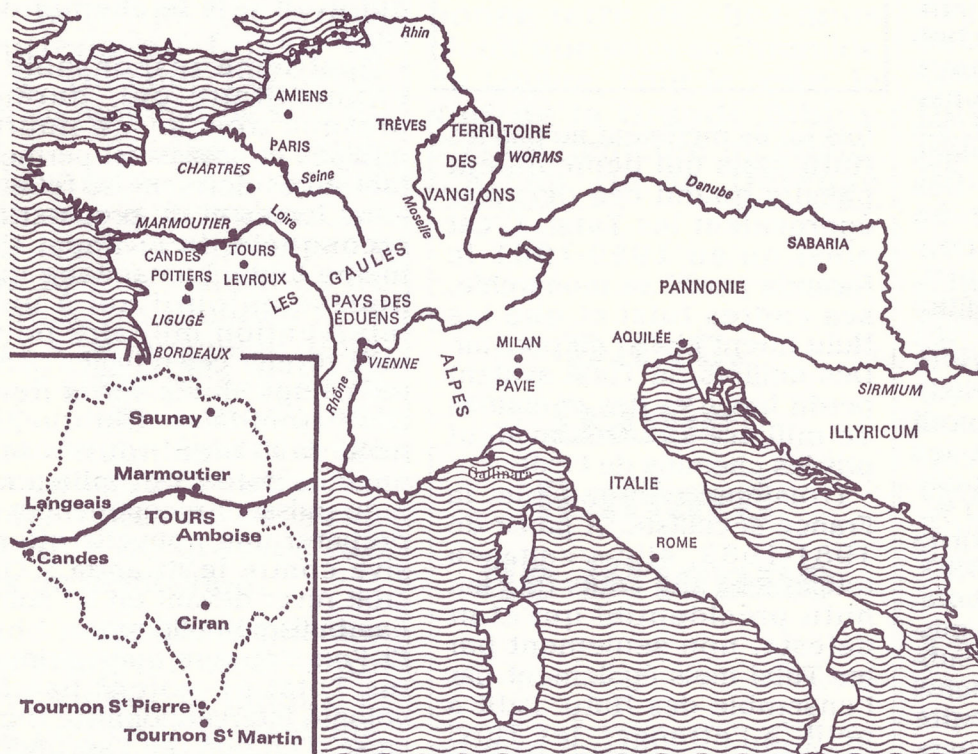 Rhin
AMIENS
TRÈVES
TERRITOIRE
DES
VANGIONS
WORMS
PARIS
CHARTRES
Seine
Moselle
Danube
MARMOUTIER
Loire
CANDES
TOURS
POITIERS
LEVROUX
LIGUGÉ
LES
GAULES
PAYS DES
ÉDUENS
SABARIA
PANNONIE
AQUILÉE
MILAN
PAVIE
BORDEAUX
VIENNE
Rhône
ALPES
SIRMIUM
ILLYRICUM
Gallinara
ITALIE
ROME
Saunay
Marmoutier
Langeais
TOURS
Amboise
Candes
Ciran
Tournon St Pierre
Tournon St Martin